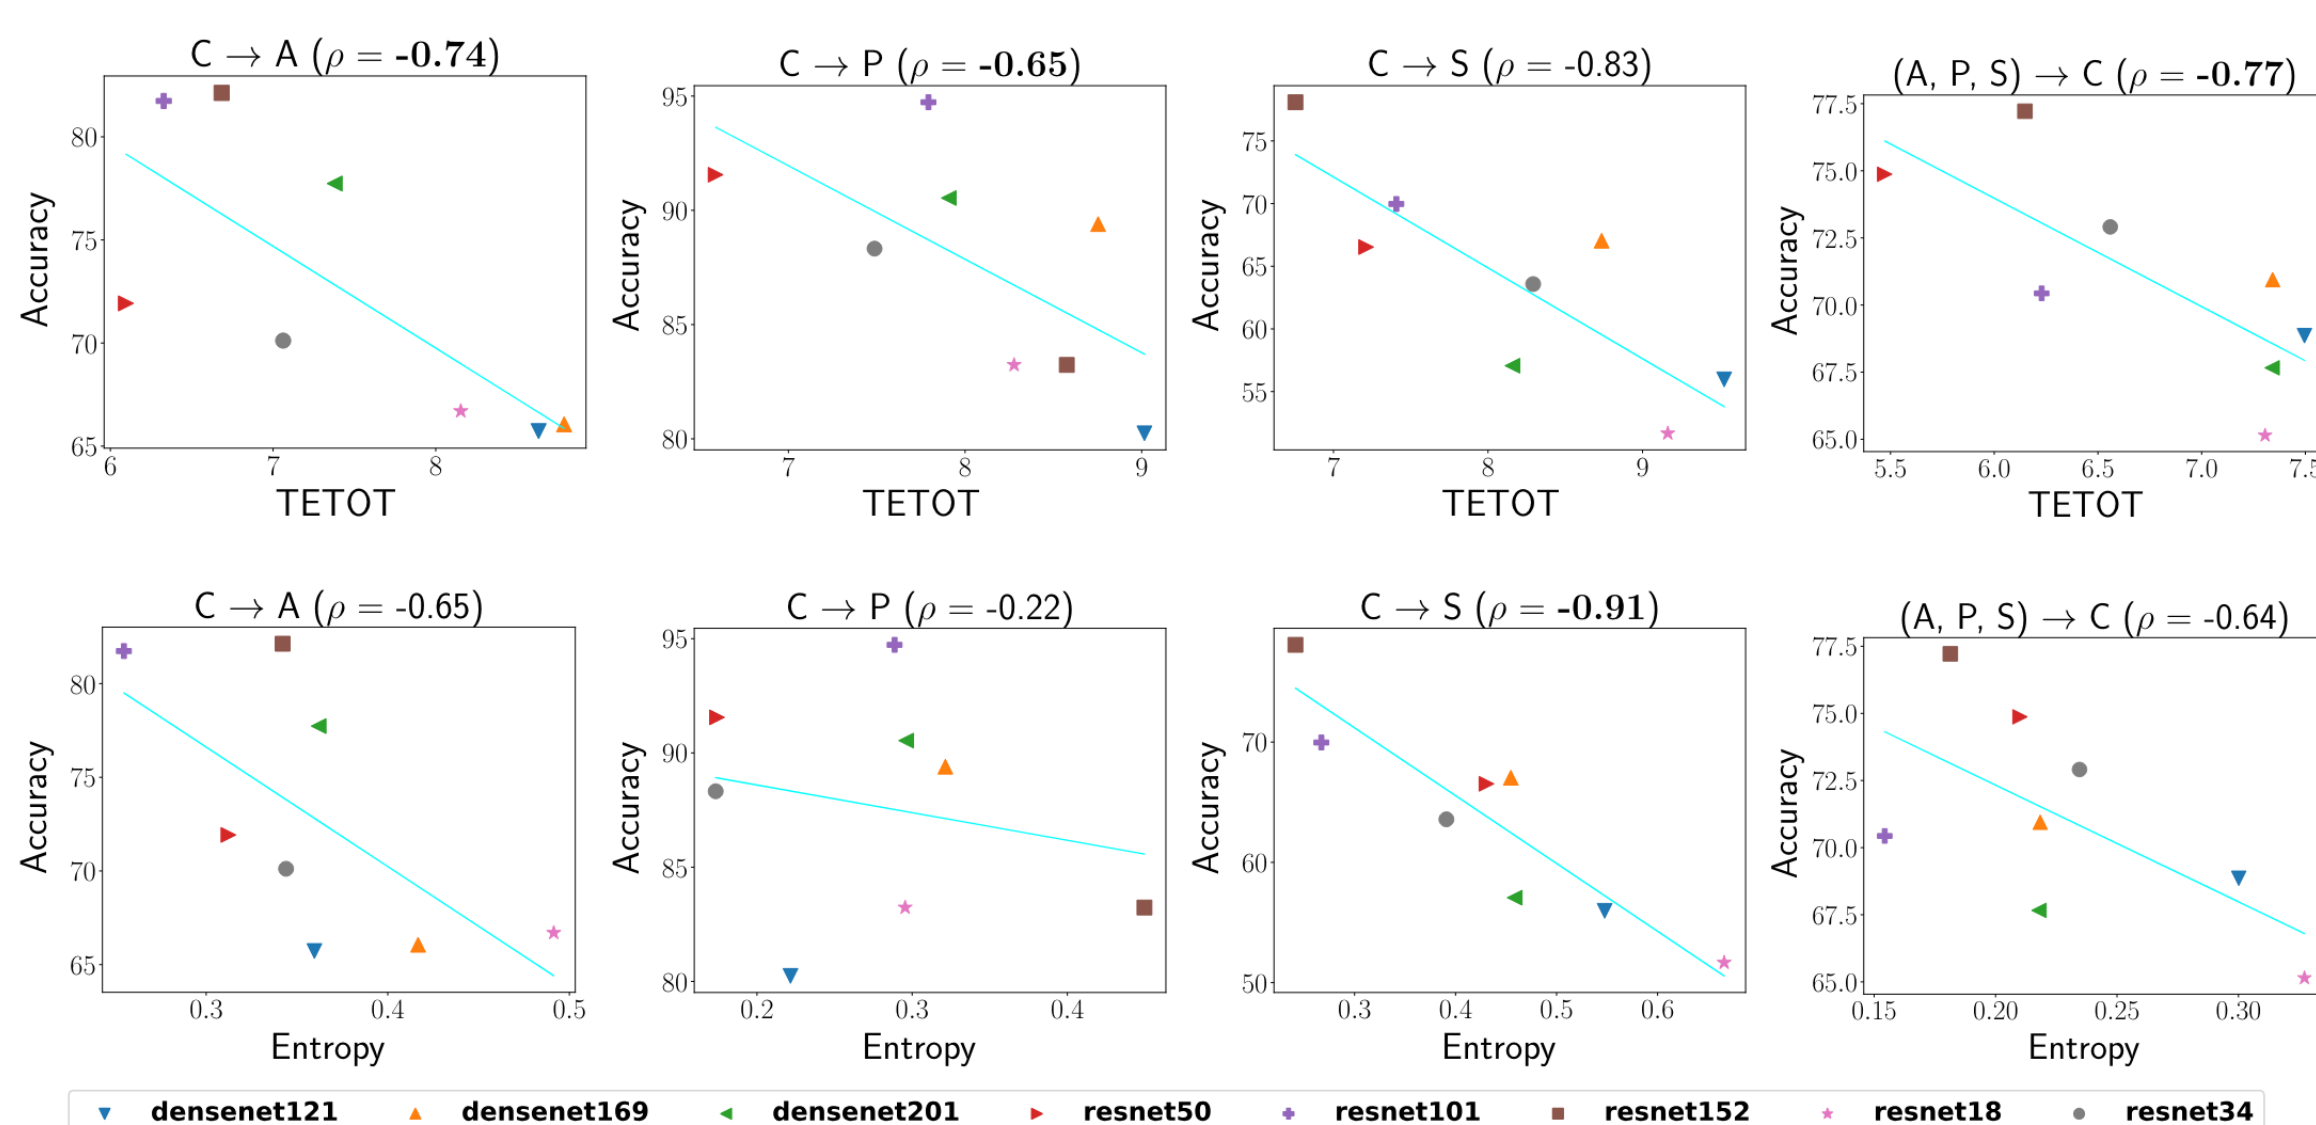 C → A (ρ = -0.74)
C → P (ρ = -0.65)
C → S (ρ = -0.83)
(A, P, S) → C (ρ = -0.77)
Accuracy
80
75
70
65
6 7 8
TETOT
Accuracy
95
90
85
80
7 8 9
TETOT
Accuracy
75
70
65
60
55
7 8 9
TETOT
Accuracy
77.5
75.0
72.5
70.0
67.5
65.0
5.5 6.0 6.5 7.0 7.5
TETOT
C → A (ρ = -0.65)
C → P (ρ = -0.22)
C → S (ρ = -0.91)
(A, P, S) → C (ρ = -0.64)
Accuracy
80
75
70
65
0.3 0.4 0.5
Entropy
Accuracy
95
90
85
80
0.2 0.3 0.4
Entropy
Accuracy
70
60
50
0.3 0.4 0.5 0.6
Entropy
Accuracy
77.5
75.0
72.5
70.0
67.5
65.0
0.15 0.20 0.25 0.30
Entropy
densenet121 densenet169 densenet201 resnet50 resnet101 resnet152 resnet18 resnet34